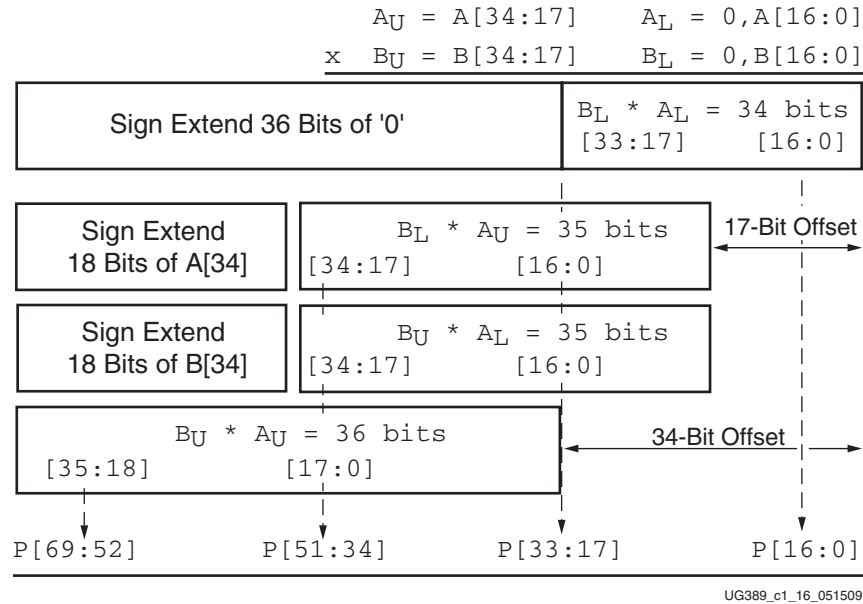 AU = A[34:17] AL = 0,A[16:0]
x BU = B[34:17] BL = 0,B[16:0]
Sign Extend 36 Bits of '0'
BL * AL = 34 bits
[33:17] [16:0]
Sign Extend
18 Bits of A[34]
BL * AU = 35 bits
[34:17] [16:0]
17-Bit Offset
Sign Extend
18 Bits of B[34]
BU * AL = 35 bits
[34:17] [16:0]
BU * AU = 36 bits
[35:18] [17:0]
34-Bit Offset
P[69:52] P[51:34] P[33:17] P[16:0]
UG389_c1_16_051509